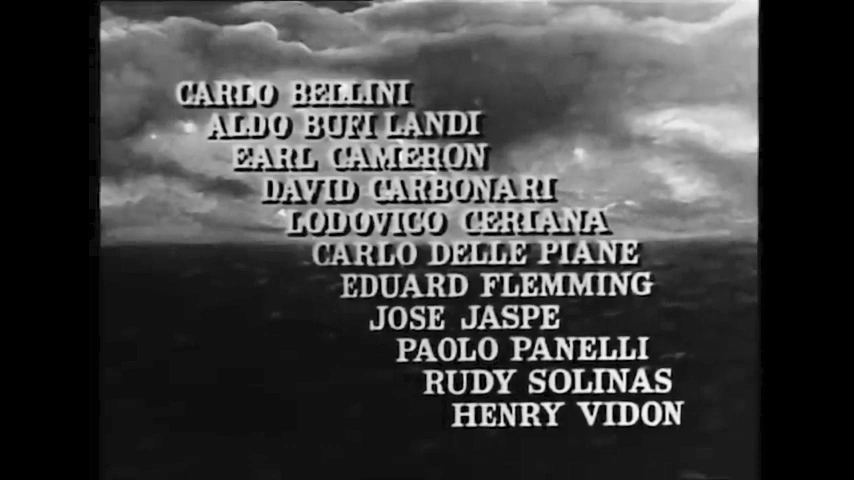 CARLO BELLINI
ALDO BUFI LANDI
EARL CAMERON
DAVID CARBONARI
LODOVICO CERIANA
CARLO DELLE PIANE
EDUARD FLEMMING
JOSE JASPE
PAOLO PANELLI
RUDY SOLINAS
HENRY VIDON